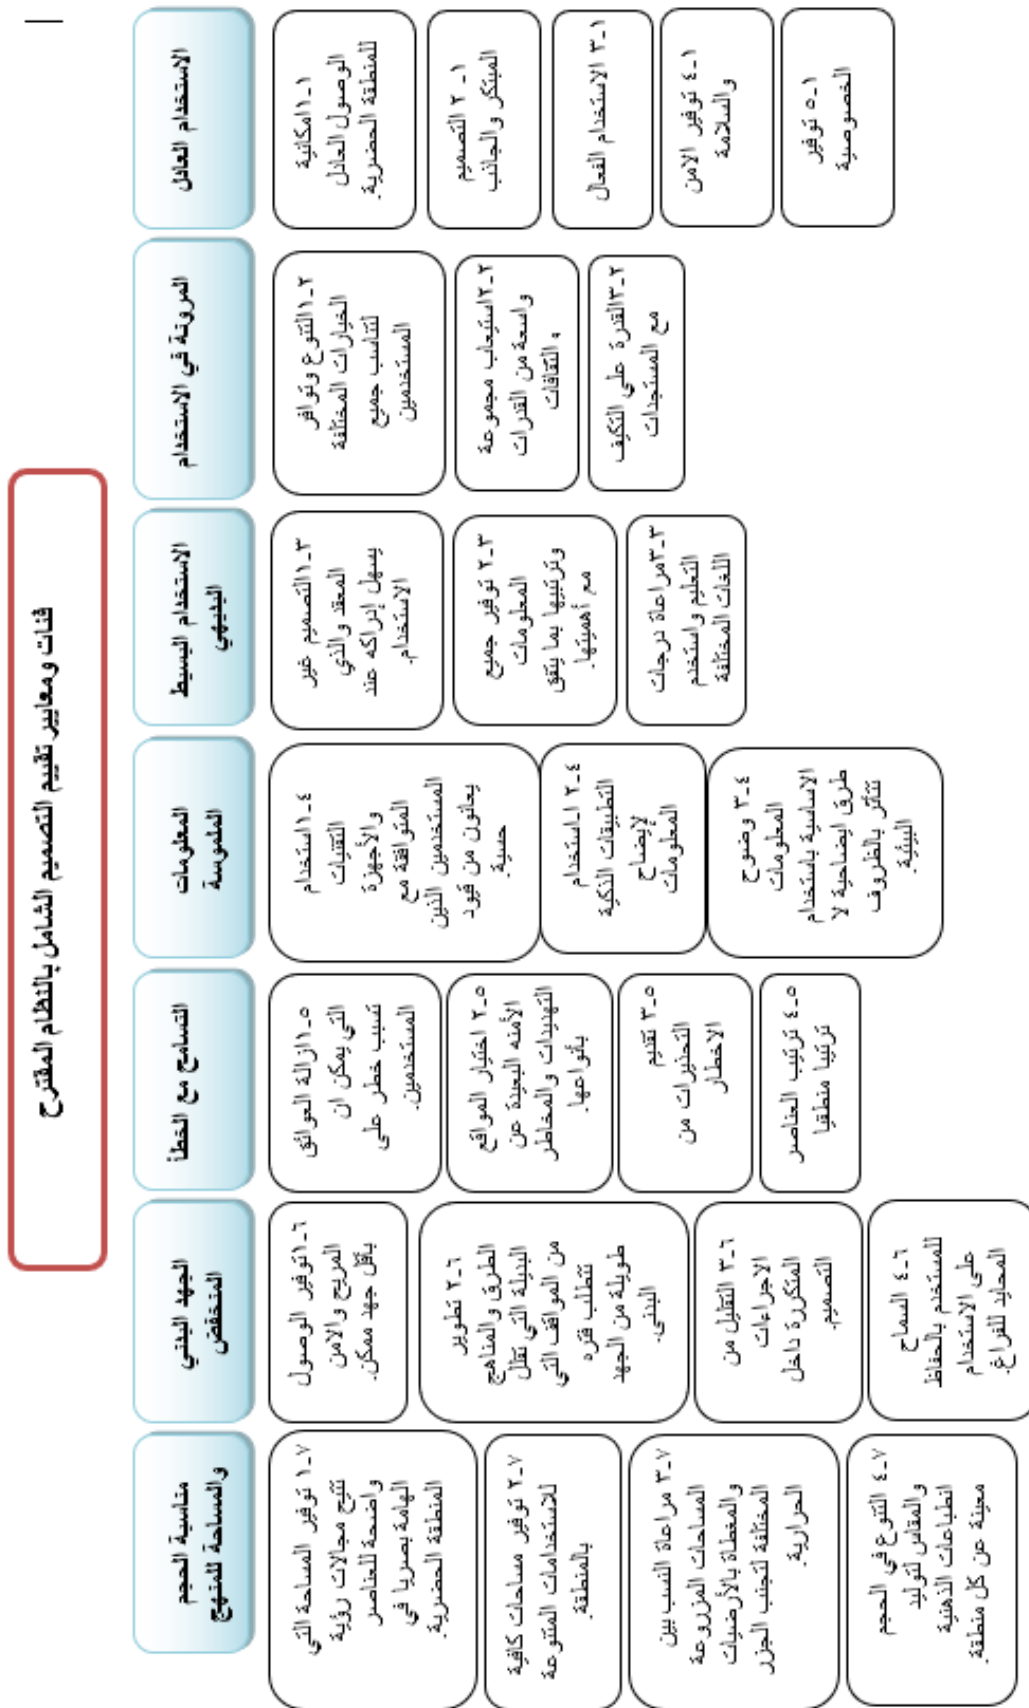 فئات ومعايير تقييم التصميم الشامل بالنظام المقترح
الاستخدام العادل
١-١ امكانية
الوصول العادل
للمنطقة الحضرية.
١-٢ التصميم
المبتكر والجاذب
١-٣ الاستخدام الفعال
١-٤ توفير الامن
والسلامة
١-٥ توفير
الخصوصية
المرونة في الاستخدام
٢-١ التنوع وتوافر
الخيارات المختلفة
لتناسب جميع
المستخدمين
٢-٢ استيعاب مجموعة
واسعة من القدرات
و الثقافات
٢-٣ القدرة على التكيف
مع المستجدات
الاستخدام البسيط
البديهي
٣-١ التصميم غير
المعقد والذي
يسهل إدراكه عند
الاستخدام.
٣-٢ توفير جميع
المعلومات
وترتيبها بما يتفق
مع أهميتها.
٣-٣ مراعاة درجات
التعليم واستخدم
اللغات المختلفة
المعلومات
الملموسة
٤-١ استخدام
التقنيات
والأجهزة
المتوافقة مع
المستخدمين الذين
يعانون من قيود
حسية.
٤-٢ استخدام
التطبيقات الذكية
لإيضاح
المعلومات
٤-٣ وضوح
المعلومات
الاساسية باستخدام
طرق ايضاحية لا
تتأثر بالظروف
البيئية.
التسامح مع الخطأ
٥-١ ازالة العوائق
التي يمكن ان
تسبب خطر على
المستخدمين.
٥-٢ اختيار المواقع
الأمنه البعيدة عن
التهديدات والمخاطر
بأنواعها.
٥-٣ تقديم
التحذيرات من
الاخطار
٥-٤ ترتيب العناصر
ترتيبا منطقيا
الجهد البدني
المنخفض
٦-١ توفير الوصول
المريح والامن
بأقل جهد ممكن.
٦-٢ تطوير
الطرق والمناهج
البديلة التي تقلل
من المواقف التي
تتطلب فتره
طويلة من الجهد
البدنى.
٦-٣ التقليل من
الاجراءات
المتكررة داخل
التصميم.
٦-٤ السماح
للمستخدم بالحفاظ
على الاستخدام
المحايد للفراغ.
مناسبة الحجم
والمساحة للمنهج
٧-١ توفير المساحة التي
تتيح مجالات رؤية
واضحة للعناصر
الهامة بصريا في
المنطقة الحضرية.
٧-٢ توفير مساحات كافية
للاستخدامات المتنوعة
بالمنطقة.
٧-٣ مراعاة النسب بين
المساحات المزروعة
والمغطاة بالأرضيات
المختلفة لتجنب الجزر
الحرارية.
٧-٤ التنوع في الحجم
والمقاس لتوليد
انطباعات الذهنية
معينة عن كل منطقة.